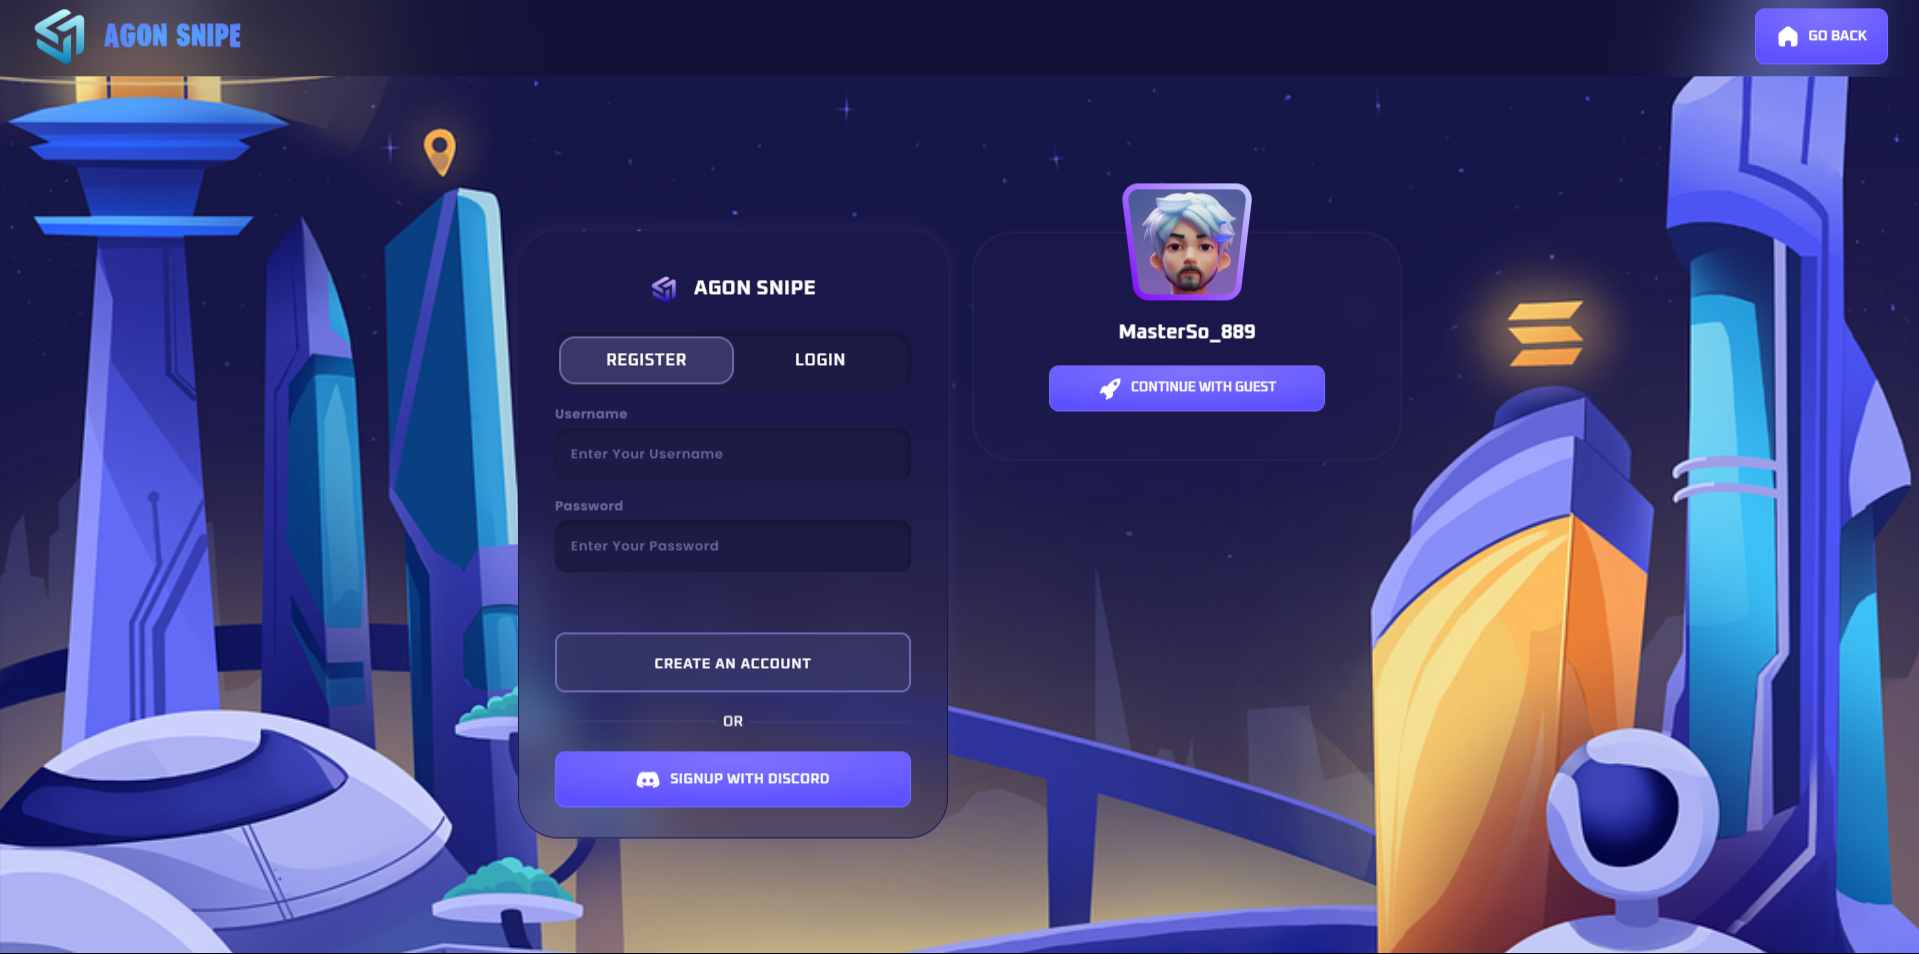 AGON SNIPE
GO BACK
AGON SNIPE
REGISTER
LOGIN
Username
Enter Your Username
Password
Enter Your Password
CREATE AN ACCOUNT
OR
SIGNUP WITH DISCORD
MasterSo_889
CONTINUE WITH GUEST